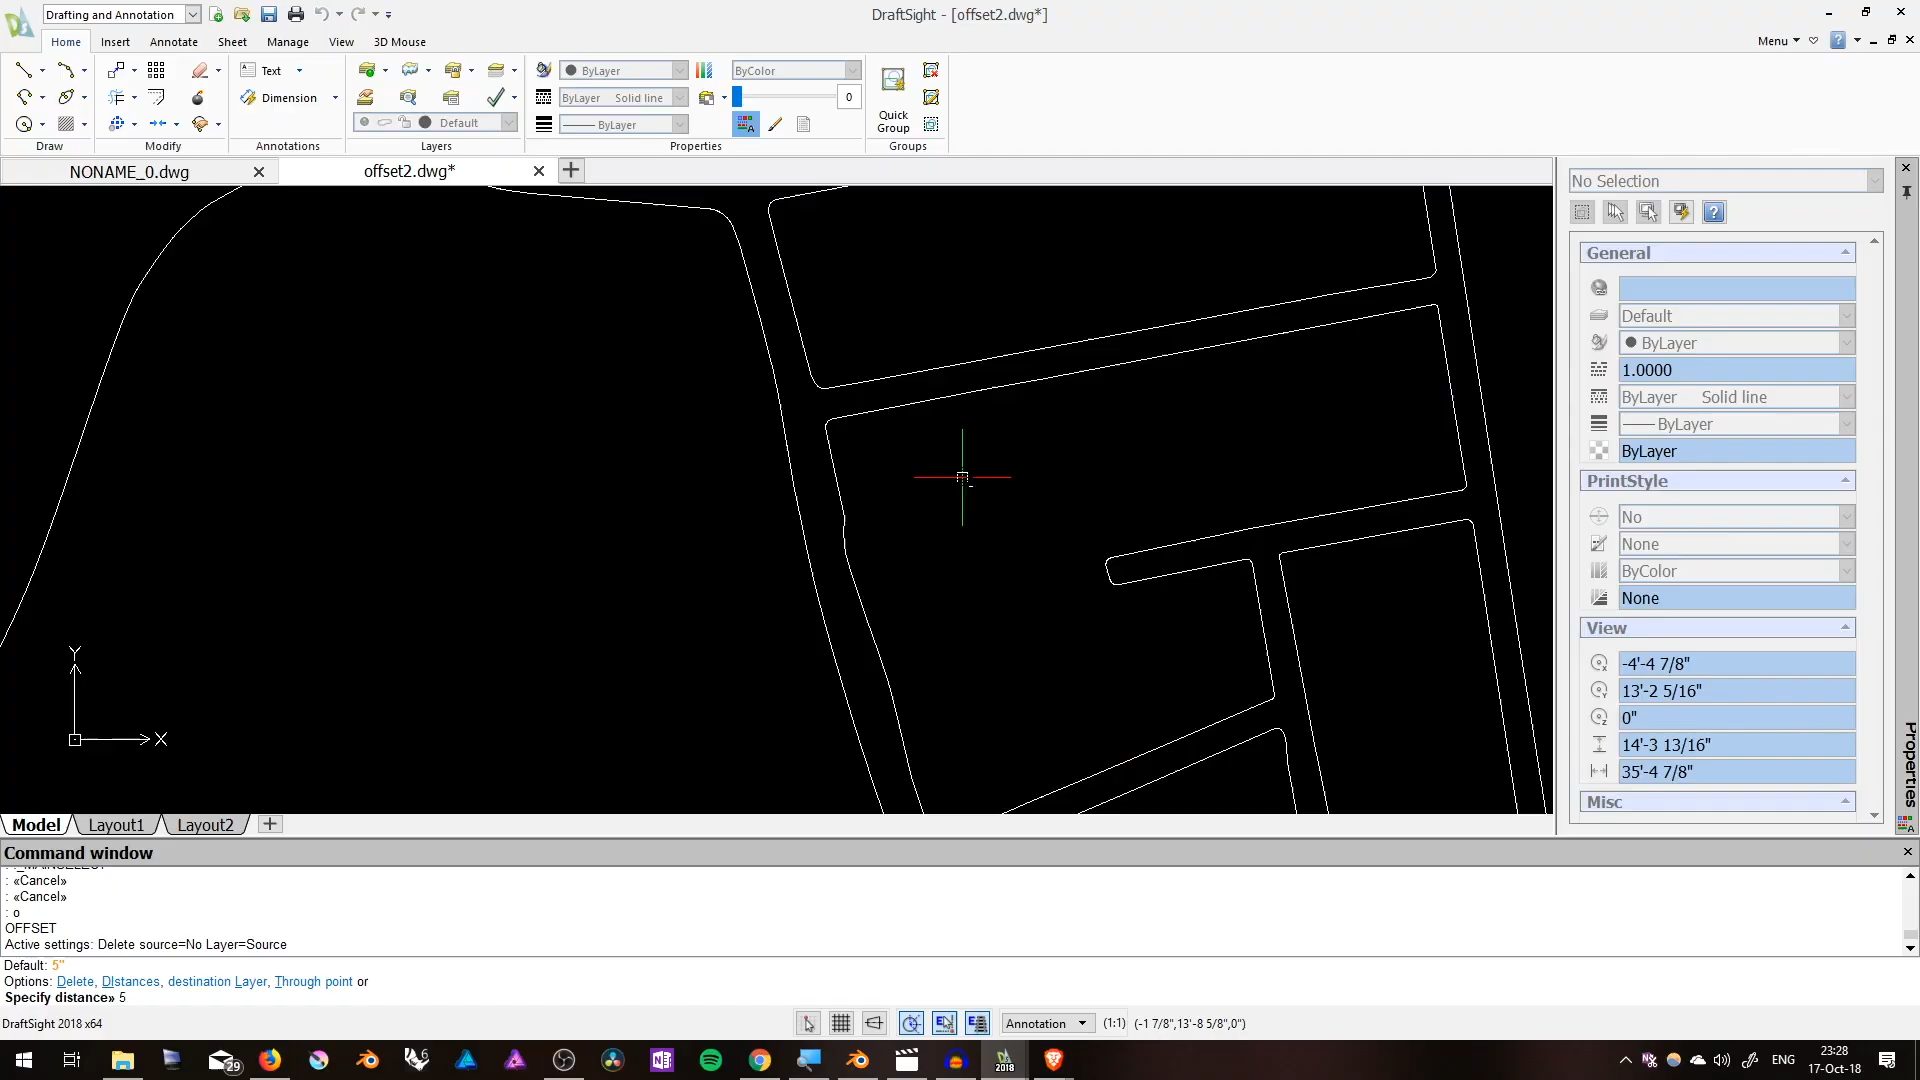 Drafting and Annotation
DraftSight - [offset2.dwg*]
Home
Insert
Annotate
Sheet
Manage
View
3D Mouse
Menu
Text
Dimension
ByLayer
ByColor
ByLayer Solid line
0
Default
ByLayer
Quick
Group
Draw
Modify
Annotations
Layers
Properties
Groups
NONAME_0.dwg
offset2.dwg*
No Selection
General
Default
ByLayer
1.0000
ByLayer Solid line
ByLayer
ByLayer
PrintStyle
No
None
ByColor
None
View
-4'-4 7/8"
13'-2 5/16"
0"
14'-3 13/16"
35'-4 7/8"
Misc
Properties
Y
X
Model
Layout1
Layout2
Command window
: _MAINSELECT
: «Cancel»
: «Cancel»
: o
OFFSET
Active settings: Delete source=No Layer=Source
Default: 5"
Options: Delete, DIstances, destination Layer, Through point or
Specify distance» 5
DraftSight 2018 x64
Annotation
(1:1)
(-1 7/8",13'-8 5/8",0")
29
6
2018
ENG
23:28
17-Oct-18